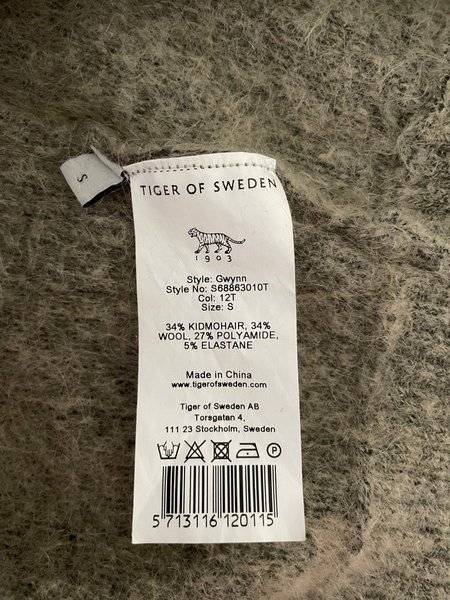 S
TIGER OF SWEDEN
1903
Style: Gwynn
Style No: S68863010T
Col: 12T
Size: S
34% KIDMOHAIR, 34%
WOOL, 27% POLYAMIDE,
5% ELASTANE
Made in China
www.tigerofsweden.com
Tiger of Sweden AB
Torsgatan 4,
111 23 Stockholm, Sweden
P
5 713116 120115